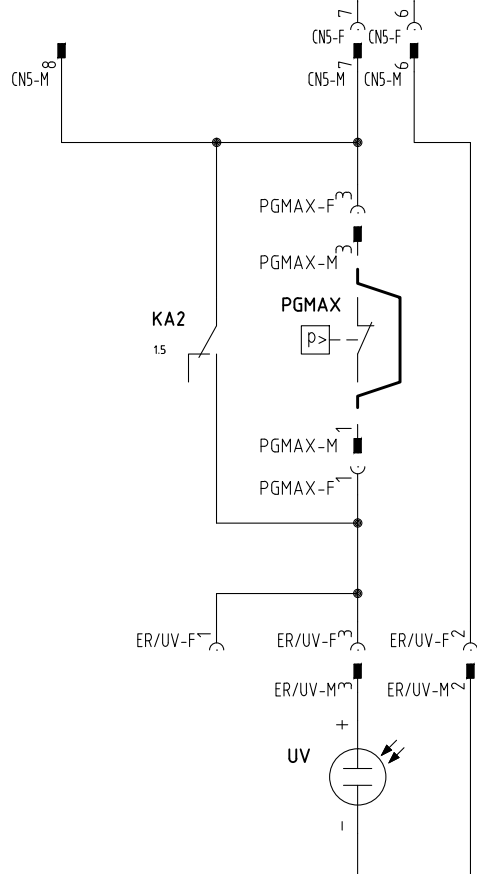 7
6
CN5-F
CN5-F
8
7
6
CN5-M
CN5-M
CN5-M
3
PGMAX-F
3
PGMAX-M
PGMAX
KA2
p>
1.5
1
PGMAX-M
1
PGMAX-F
ER/UV-F 1
ER/UV-F 3
ER/UV-F 2
ER/UV-M 3
ER/UV-M 2
+
UV
-